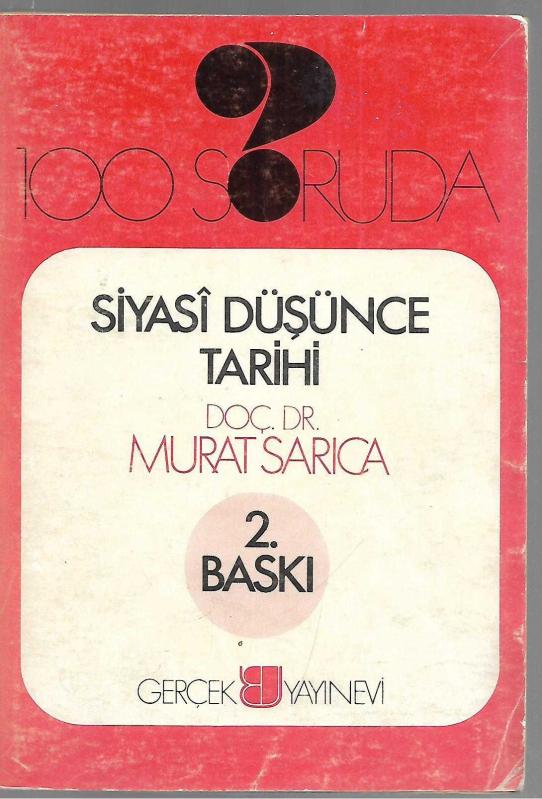 100 SORUDA
SİYASÎ DÜŞÜNCE
TARİHİ
DOÇ. DR.
MURAT SARICA
2.
BASKI
GERÇEK YAYINEVİ